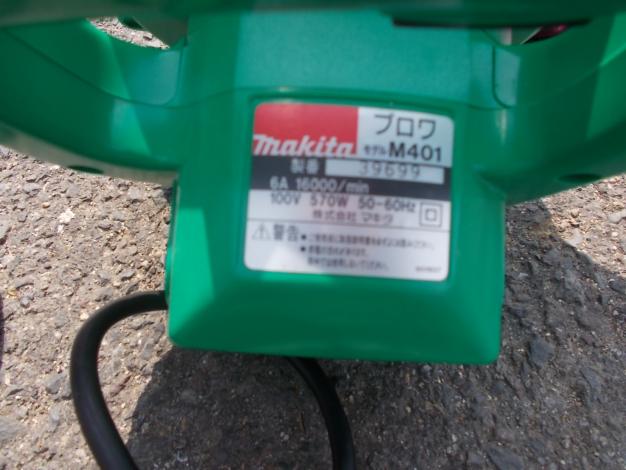 makita
ブロワ
モデル M401
製番 39699
6A 16000/min
100V 570W 50-60Hz
株式会社 マキタ
警告